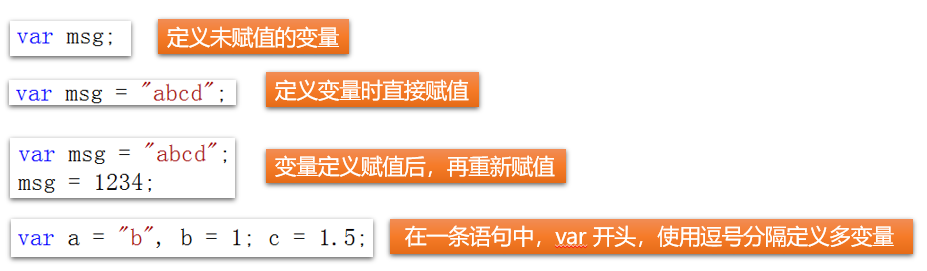 var msg; 定义未赋值的变量
var msg = "abcd"; 定义变量时直接赋值
var msg = "abcd";
msg = 1234; 变量定义赋值后，再重新赋值
var a = "b", b = 1; c = 1.5; 在一条语句中，var 开头，使用逗号分隔定义多变量